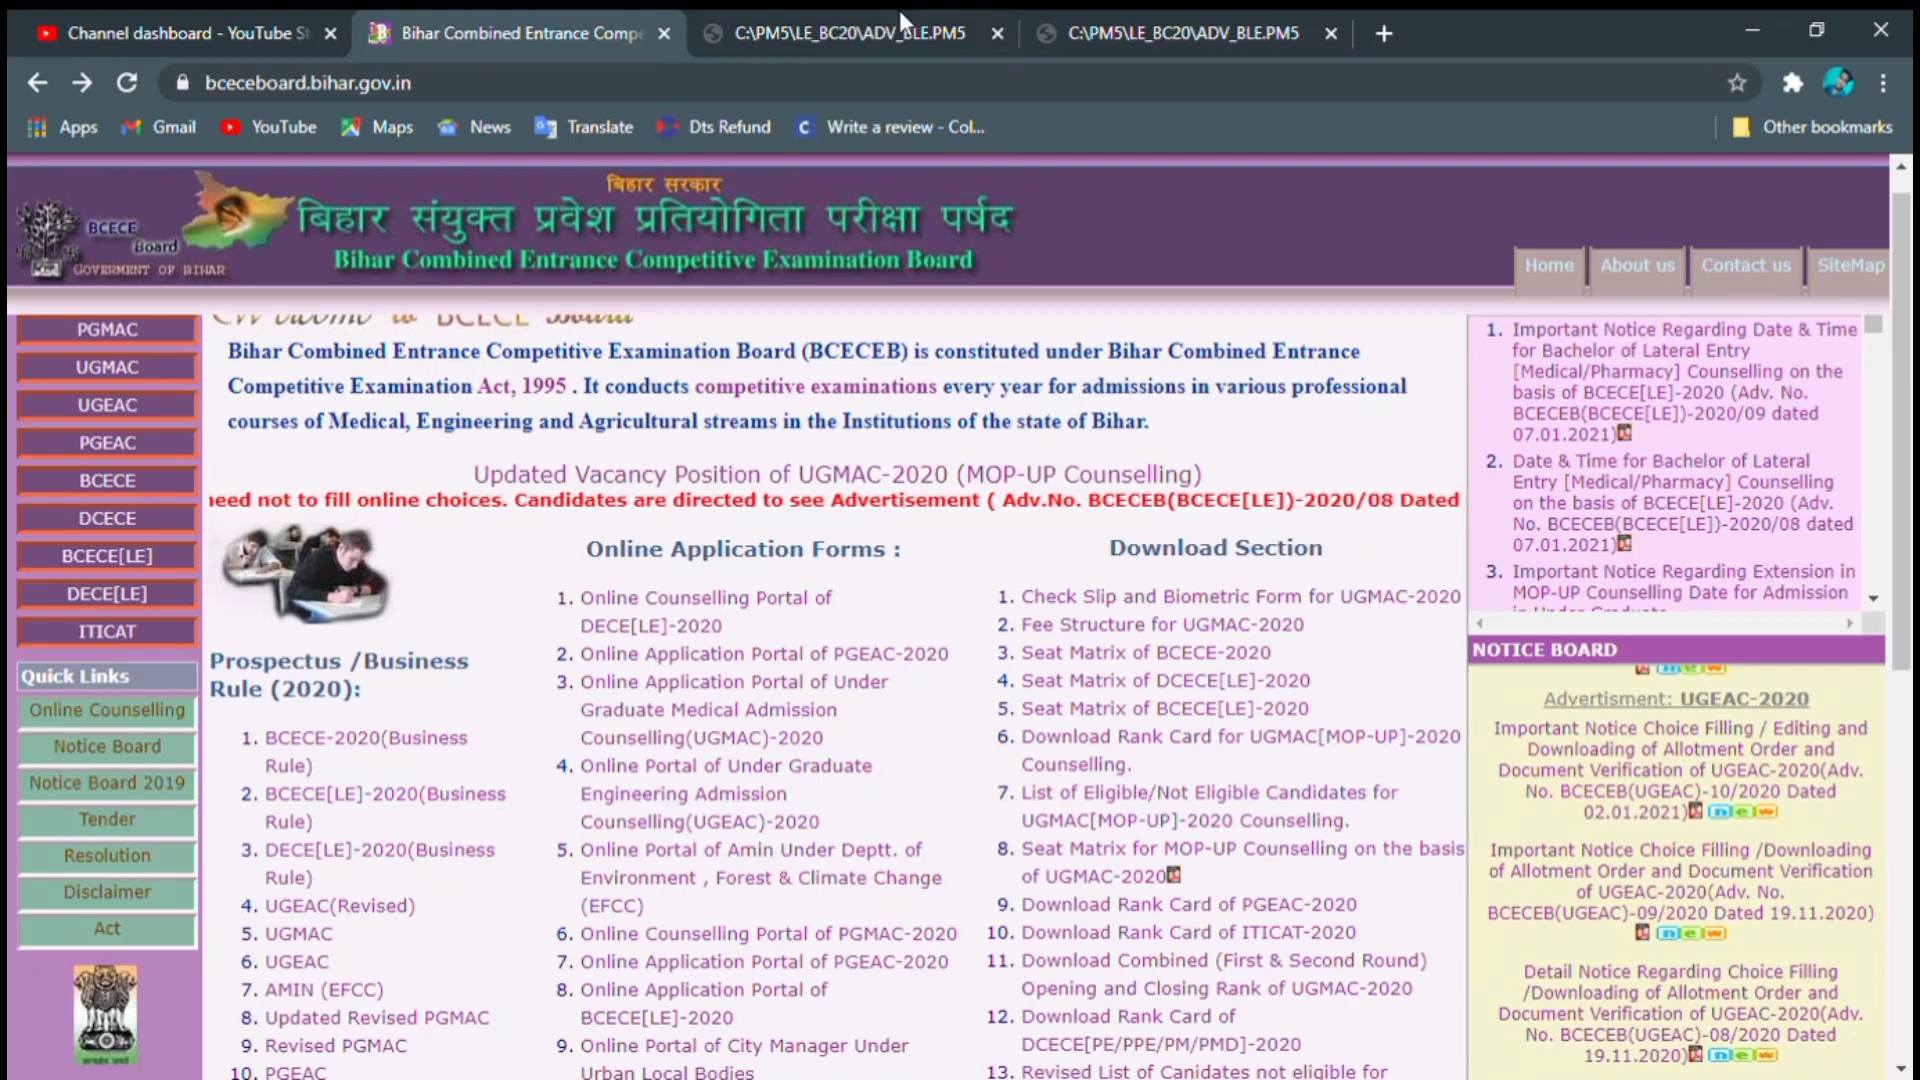 Channel dashboard - YouTube St
Bihar Combined Entrance Compe
C:\PM5\LE_BC20\ADV_BLE.PM5
C:\PM5\LE_BC20\ADV_BLE.PM5
bceceboard.bihar.gov.in
Apps
Gmail
YouTube
Maps
News
Translate
Dts Refund
Write a review - Col...
Other bookmarks
बिहार सरकार
बिहार संयुक्त प्रवेश प्रतियोगिता परीक्षा पर्षद
Bihar Combined Entrance Competitive Examination Board
BCECE
Board
GOVERMENT OF BIHAR
Home
About us
Contact us
SiteMap
PGMAC
UGMAC
UGEAC
PGEAC
BCECE
DCECE
BCECE[LE]
DECE[LE]
ITICAT
Quick Links
Online Counselling
Notice Board
Notice Board 2019
Tender
Resolution
Disclaimer
Act
Welcome to BCECE Board
Bihar Combined Entrance Competitive Examination Board (BCECEB) is constituted under Bihar Combined Entrance
Competitive Examination Act, 1995 . It conducts competitive examinations every year for admissions in various professional
courses of Medical, Engineering and Agricultural streams in the Institutions of the state of Bihar.
Updated Vacancy Position of UGMAC-2020 (MOP-UP Counselling)
need not to fill online choices. Candidates are directed to see Advertisement ( Adv.No. BCECEB(BCECE[LE])-2020/08 Dated
Prospectus /Business
Rule (2020):
1. BCECE-2020(Business
Rule)
2. BCECE[LE]-2020(Business
Rule)
3. DECE[LE]-2020(Business
Rule)
4. UGEAC(Revised)
5. UGMAC
6. UGEAC
7. AMIN (EFCC)
8. Updated Revised PGMAC
9. Revised PGMAC
10. PGEAC
Online Application Forms :
1. Online Counselling Portal of
DECE[LE]-2020
2. Online Application Portal of PGEAC-2020
3. Online Application Portal of Under
Graduate Medical Admission
Counselling(UGMAC)-2020
4. Online Portal of Under Graduate
Engineering Admission
Counselling(UGEAC)-2020
5. Online Portal of Amin Under Deptt. of
Environment , Forest & Climate Change
(EFCC)
6. Online Counselling Portal of PGMAC-2020
7. Online Application Portal of PGEAC-2020
8. Online Application Portal of
BCECE[LE]-2020
9. Online Portal of City Manager Under
Urban Local Bodies
Download Section
1. Check Slip and Biometric Form for UGMAC-2020
2. Fee Structure for UGMAC-2020
3. Seat Matrix of BCECE-2020
4. Seat Matrix of DCECE[LE]-2020
5. Seat Matrix of BCECE[LE]-2020
6. Download Rank Card for UGMAC[MOP-UP]-2020
Counselling.
7. List of Eligible/Not Eligible Candidates for
UGMAC[MOP-UP]-2020 Counselling.
8. Seat Matrix for MOP-UP Counselling on the basis
of UGMAC-2020
9. Download Rank Card of PGEAC-2020
10. Download Rank Card of ITICAT-2020
11. Download Combined (First & Second Round)
Opening and Closing Rank of UGMAC-2020
12. Download Rank Card of
DCECE[PE/PPE/PM/PMD]-2020
13. Revised List of Canidates not eligible for
1. Important Notice Regarding Date & Time
for Bachelor of Lateral Entry
[Medical/Pharmacy] Counselling on the
basis of BCECE[LE]-2020 (Adv. No.
BCECEB(BCECE[LE])-2020/09 dated
07.01.2021)
2. Date & Time for Bachelor of Lateral
Entry [Medical/Pharmacy] Counselling
on the basis of BCECE[LE]-2020 (Adv.
No. BCECEB(BCECE[LE])-2020/08 dated
07.01.2021)
3. Important Notice Regarding Extension in
MOP-UP Counselling Date for Admission
in Under Graduate
NOTICE BOARD
new
Advertisment: UGEAC-2020
Important Notice Choice Filling / Editing and
Downloading of Allotment Order and
Document Verification of UGEAC-2020(Adv.
No. BCECEB(UGEAC)-10/2020 Dated
02.01.2021) new
Important Notice Choice Filling /Downloading
of Allotment Order and Document Verification
of UGEAC-2020(Adv. No.
BCECEB(UGEAC)-09/2020 Dated 19.11.2020)
new
Detail Notice Regarding Choice Filling
/Downloading of Allotment Order and
Document Verification of UGEAC-2020(Adv.
No. BCECEB(UGEAC)-08/2020 Dated
19.11.2020) new